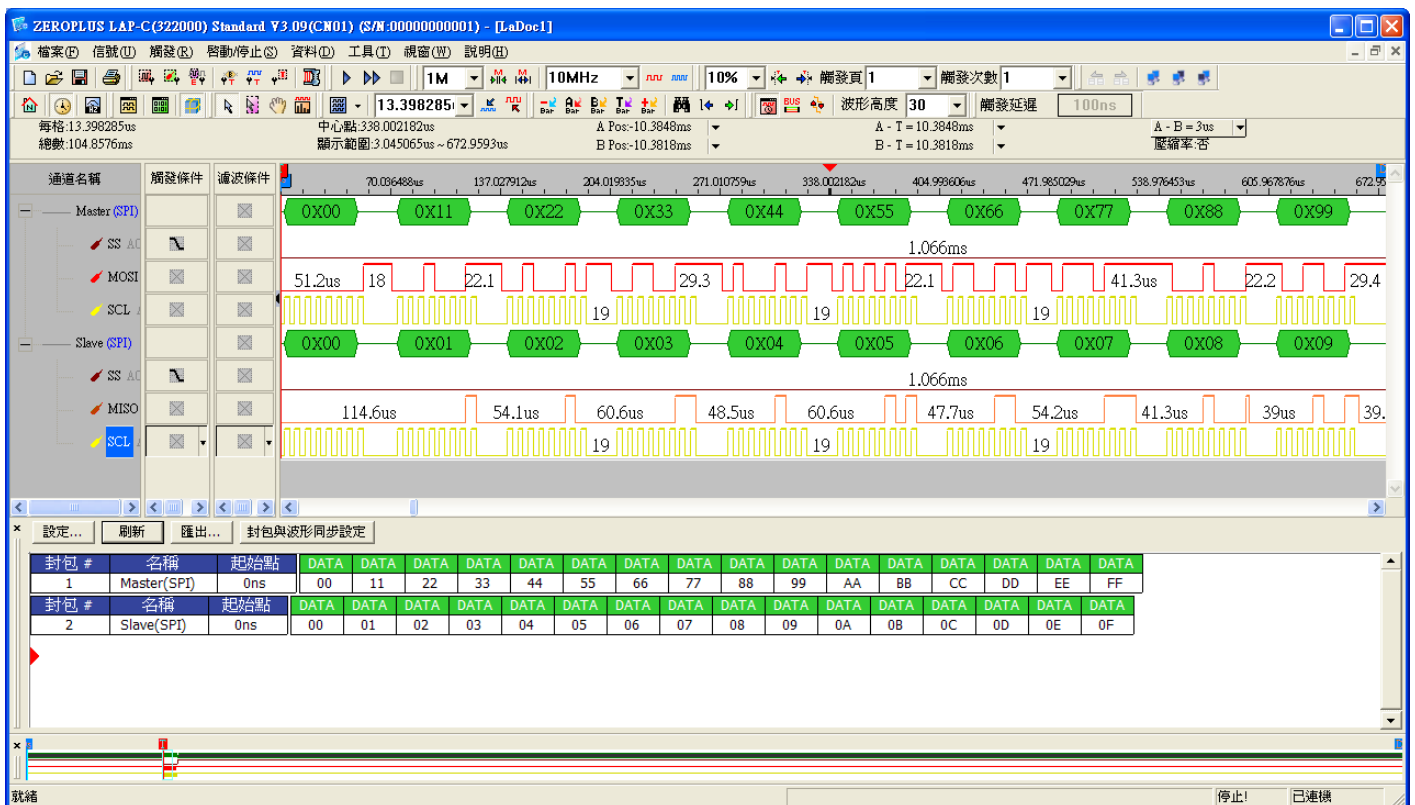 ZEROPLUS LAP-C(322000) Standard V3.09(CN01) (S/N:00000000001) - [LaDoc1]
檔案(F) 信號(U) 觸發(R) 啓動/停止(S) 資料(D) 工具(T) 視窗(W) 說明(H)
1M 10MHz 10% 觸發頁 1 觸發次數 1
13.398285 波形高度 30 觸發延遲 100ns
每格:13.398285us 中心點:338.002182us A Pos:-10.3848ms A - T = 10.3848ms A - B = 3us
總數:104.8576ms 顯示範圍:3.045065us ~ 672.9593us B Pos:-10.3818ms B - T = 10.3818ms 壓縮率:否
通道名稱 觸發條件 濾波條件 70.036488us 137.027912us 204.019335us 271.010759us 338.002182us 404.993606us 471.985029us 538.976453us 605.967876us 672.95
Master (SPI) 0X00 0X11 0X22 0X33 0X44 0X55 0X66 0X77 0X88 0X99
SS 1.066ms
MOSI 51.2us 18 22.1 29.3 22.1 41.3us 22.2 29.4
SCL 19 19 19
Slave (SPI) 0X00 0X01 0X02 0X03 0X04 0X05 0X06 0X07 0X08 0X09
SS 1.066ms
MISO 114.6us 54.1us 60.6us 48.5us 60.6us 47.7us 54.2us 41.3us 39us 39.
SCL 19 19 19
設定... 刷新 匯出... 封包與波形同步設定
封包 # 名稱 起始點 DATA DATA DATA DATA DATA DATA DATA DATA DATA DATA DATA DATA DATA DATA DATA DATA
1 Master(SPI) 0ns 00 11 22 33 44 55 66 77 88 99 AA BB CC DD EE FF
封包 # 名稱 起始點 DATA DATA DATA DATA DATA DATA DATA DATA DATA DATA DATA DATA DATA DATA DATA DATA
2 Slave(SPI) 0ns 00 01 02 03 04 05 06 07 08 09 0A 0B 0C 0D 0E 0F
就緒 停止! 已連機